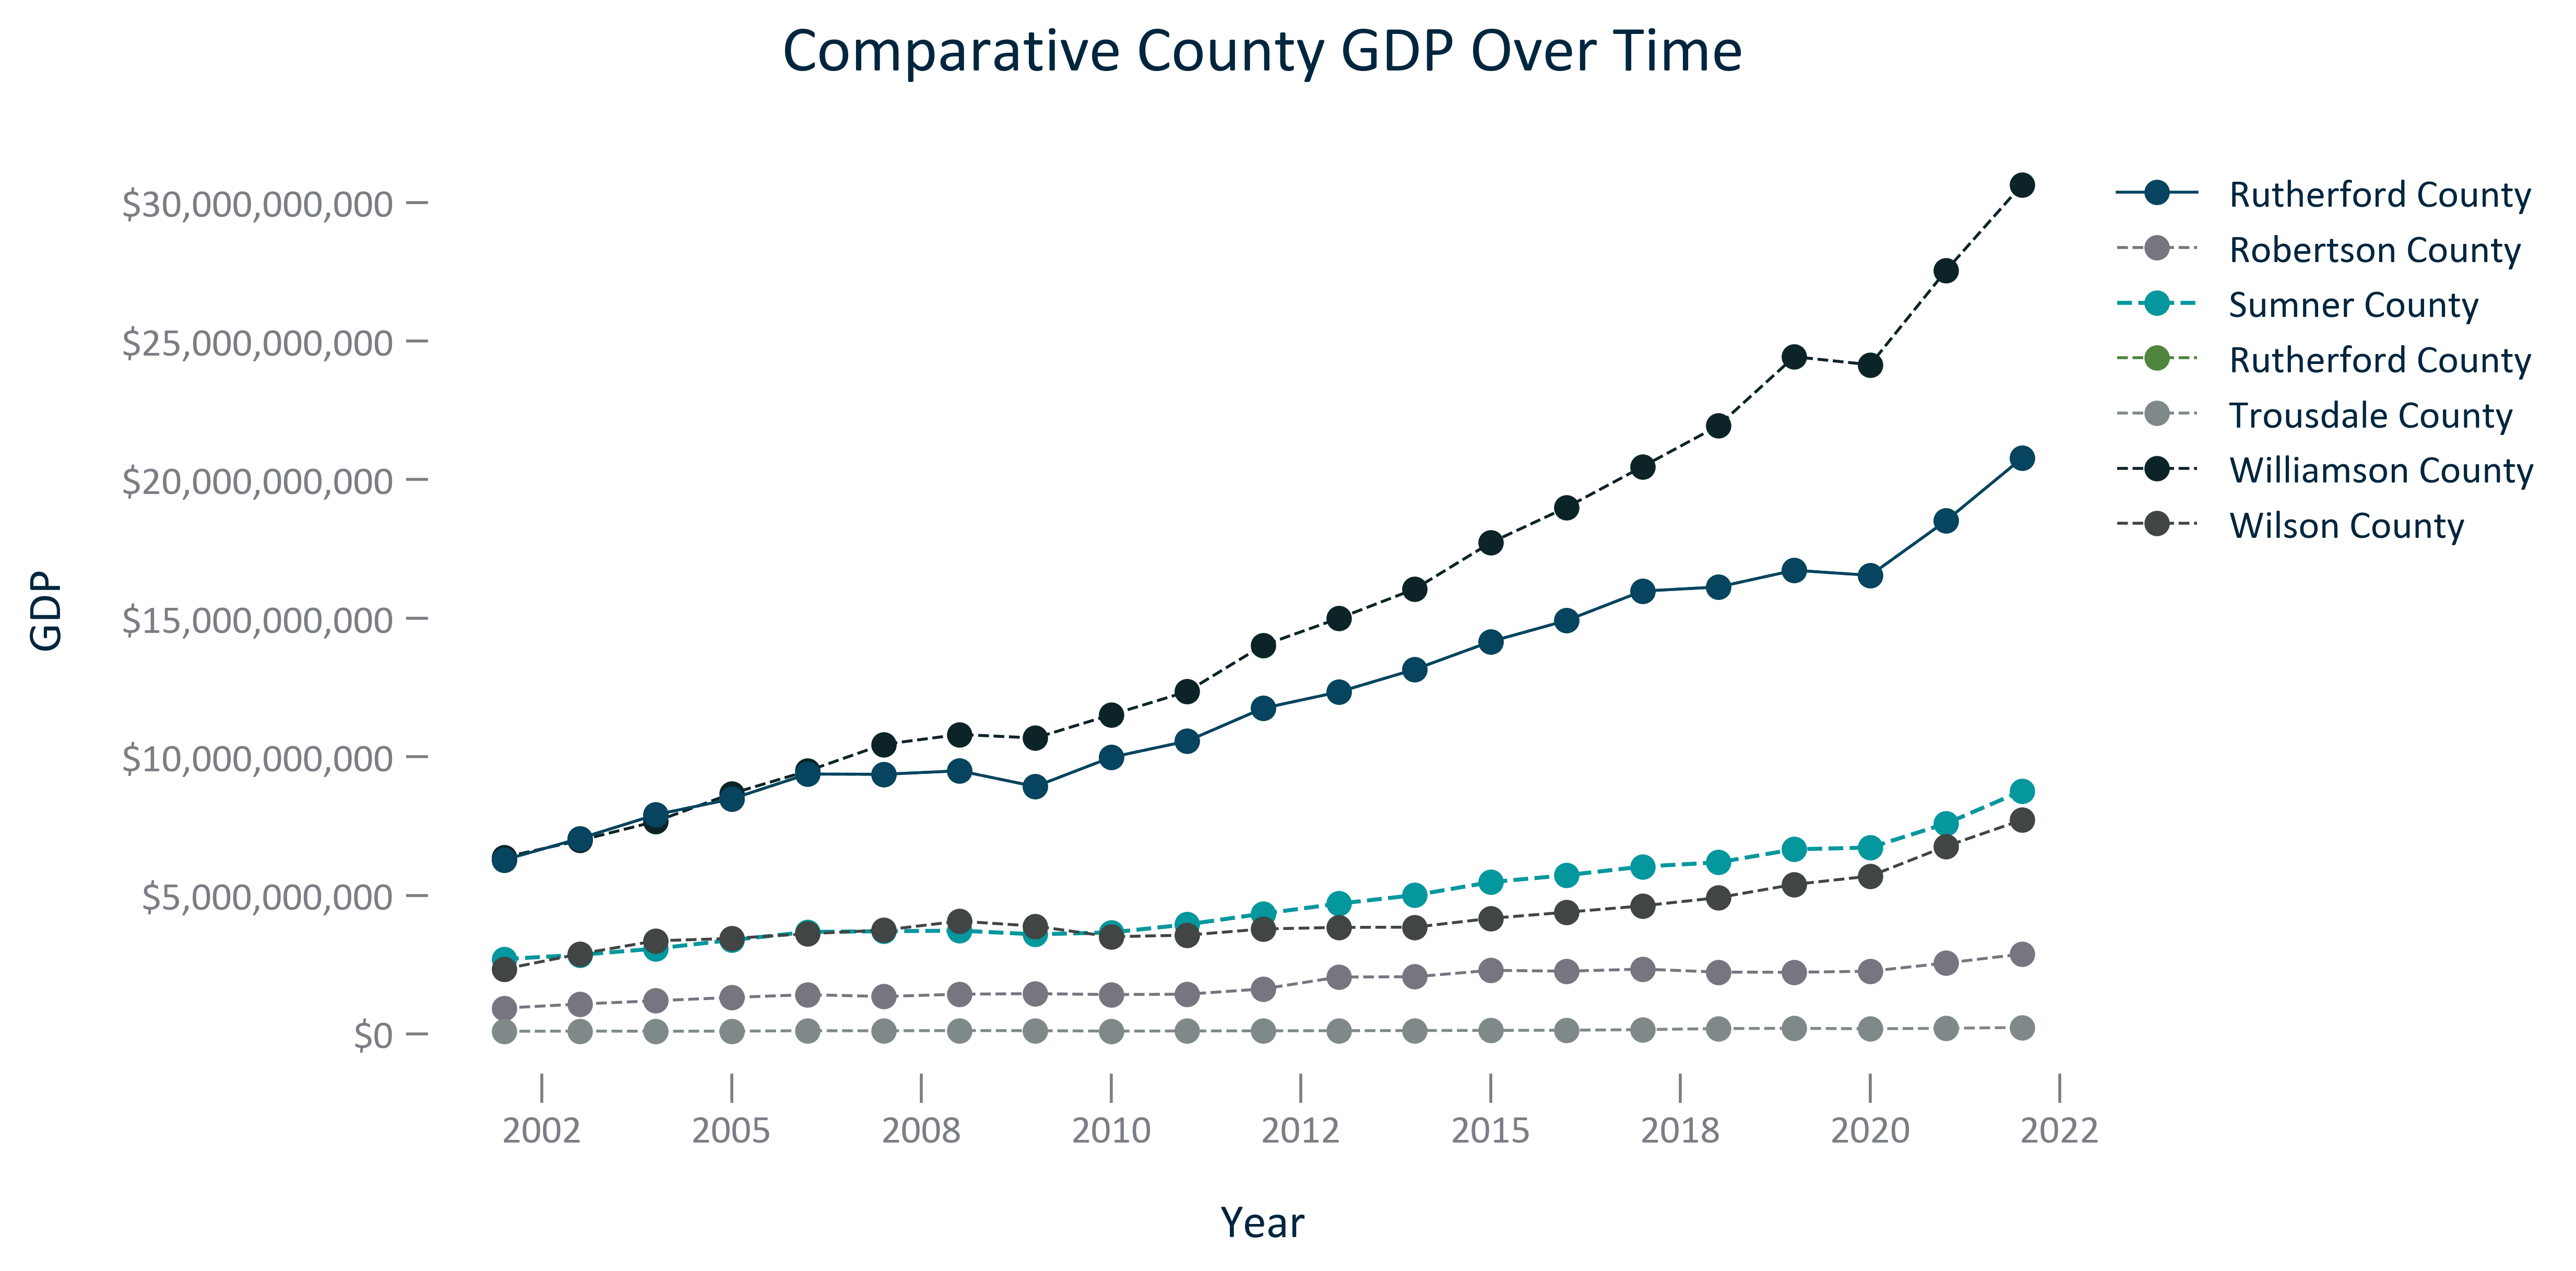 Comparative County GDP Over Time
$30,000,000,000
$25,000,000,000
$20,000,000,000
$15,000,000,000
$10,000,000,000
$5,000,000,000
$0
GDP
2002 2005 2008 2010 2012 2015 2018 2020 2022
Year
Rutherford County
Robertson County
Sumner County
Rutherford County
Trousdale County
Williamson County
Wilson County